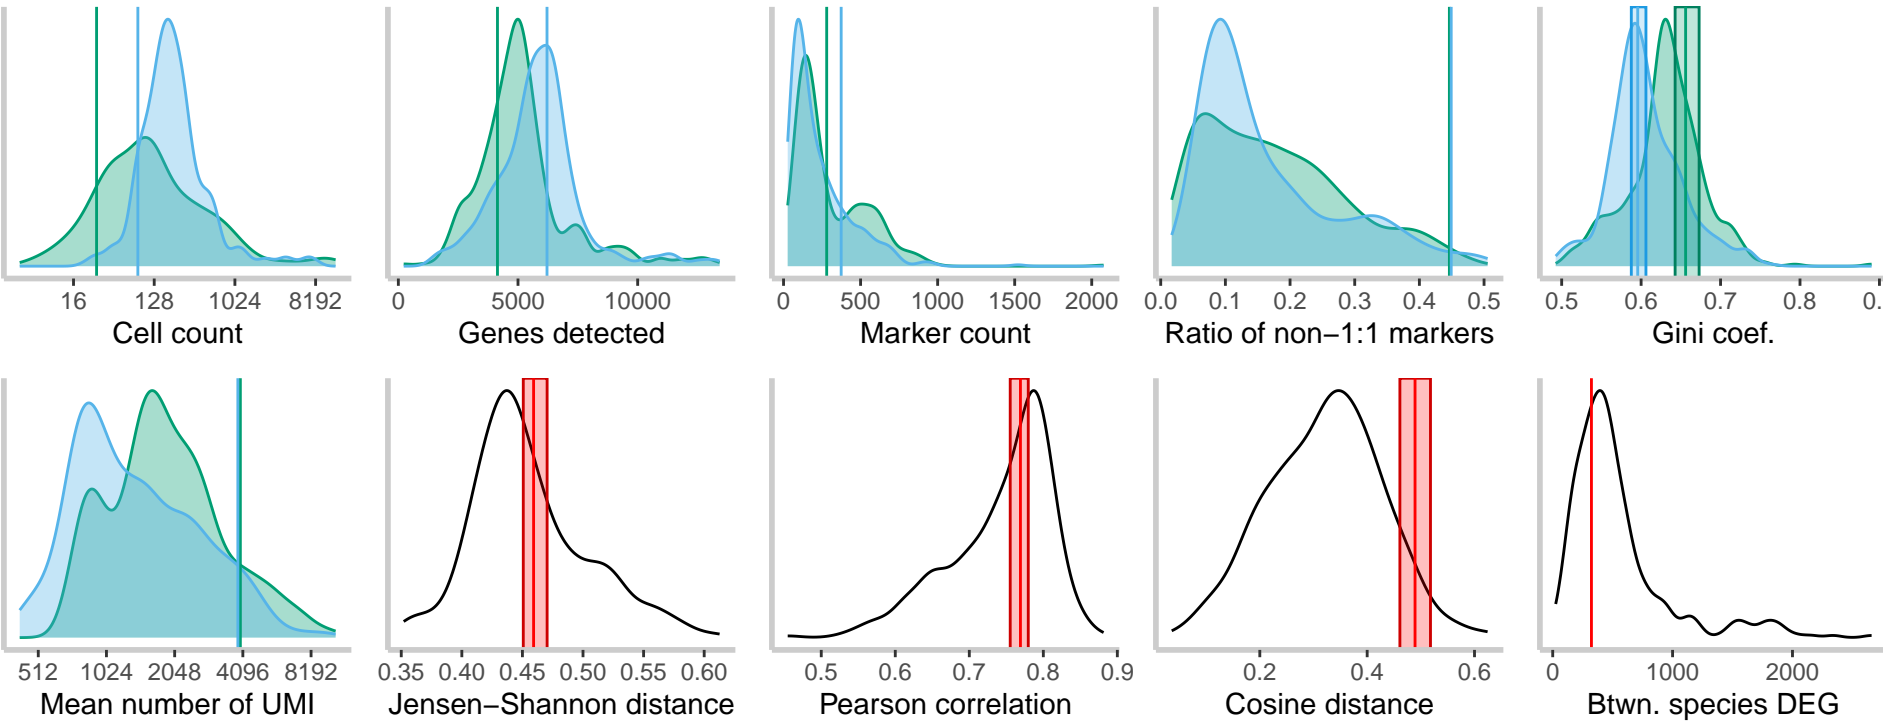 16 128 1024 8192
Cell count
0 5000 10000
Genes detected
0 500 1000 1500 2000
Marker count
0.0 0.1 0.2 0.3 0.4 0.5
Ratio of non−1:1 markers
0.5 0.6 0.7 0.8 0.
Gini coef.
512 1024 2048 4096 8192
Mean number of UMI
0.35 0.40 0.45 0.50 0.55 0.60
Jensen−Shannon distance
0.5 0.6 0.7 0.8 0.9
Pearson correlation
0.2 0.4 0.6
Cosine distance
0 1000 2000
Btwn. species DEG